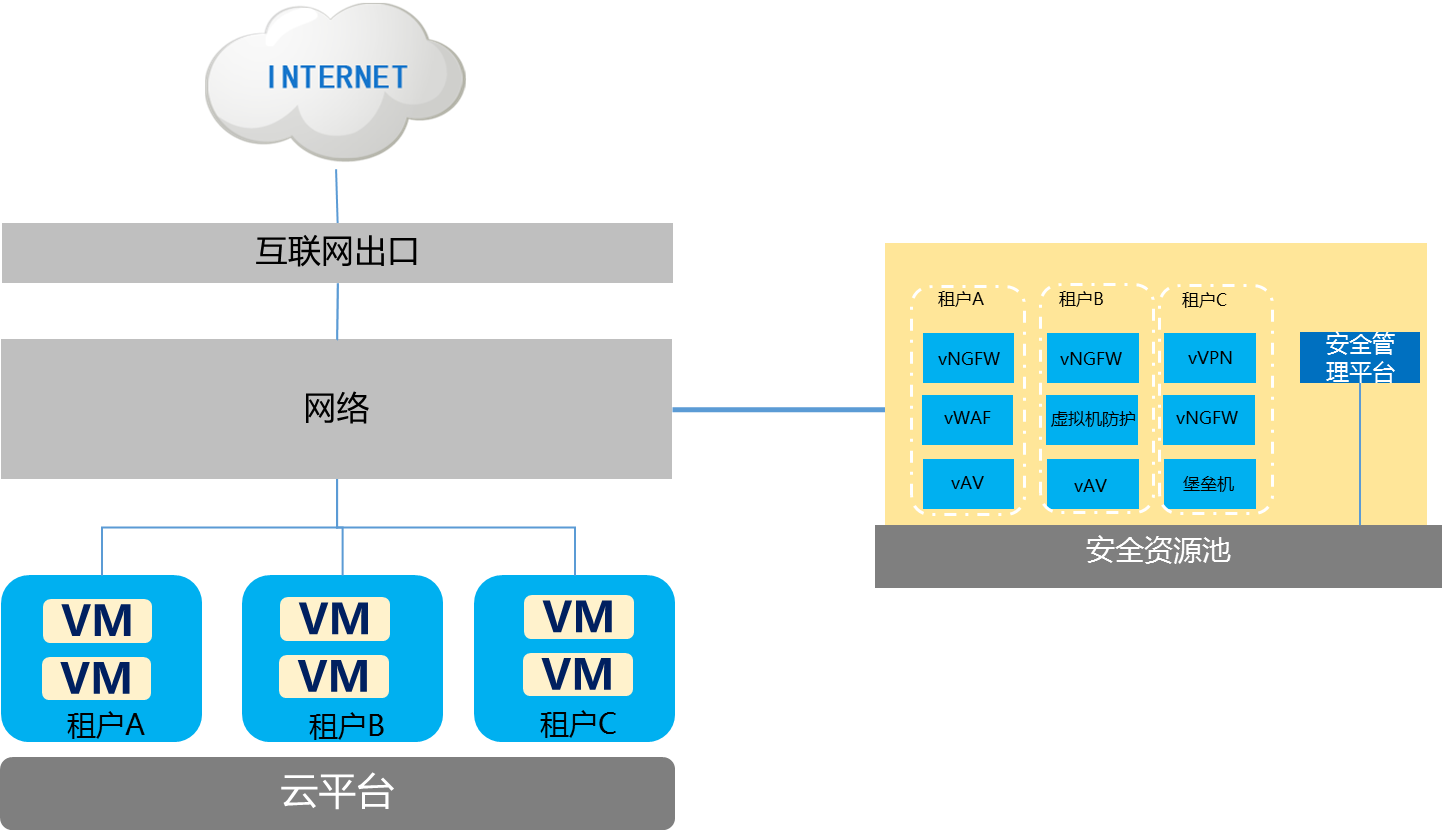 INTERNET
互联网出口
网络
VM
VM
租户A
VM
VM
租户B
VM
VM
租户C
云平台
租户A
vNGFW
vWAF
vAV
租户B
vNGFW
虚拟机防护
vAV
租户C
vVPN
vNGFW
堡垒机
安全管
理平台
安全资源池